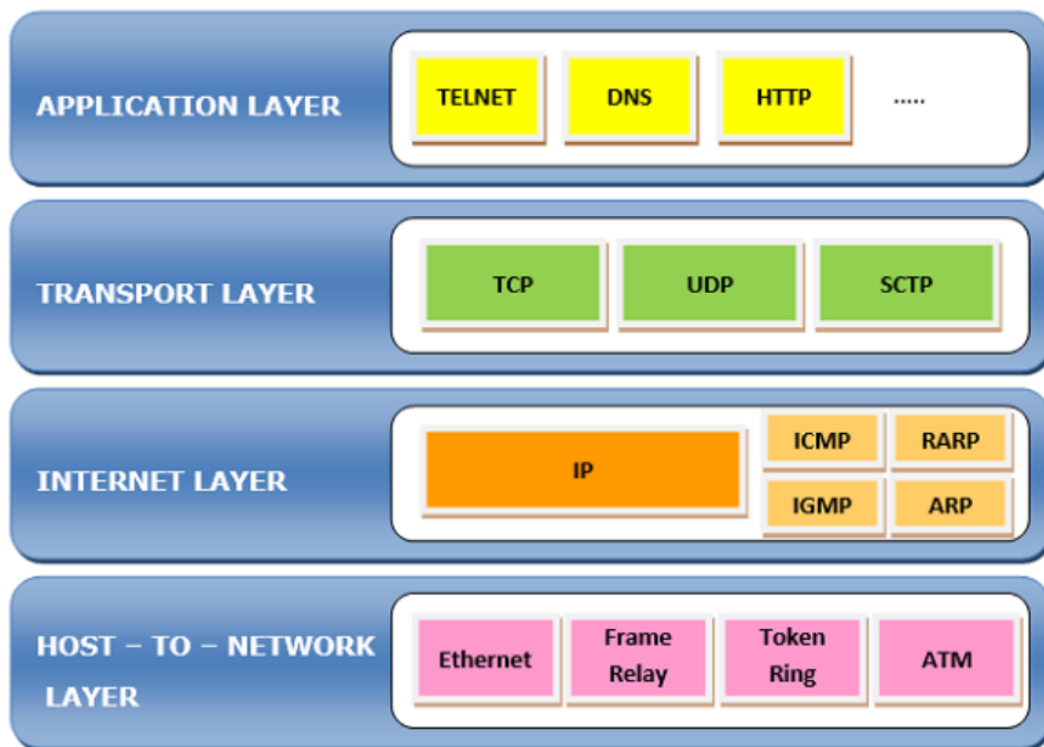 APPLICATION LAYER
TELNET
DNS
HTTP
.....
TRANSPORT LAYER
TCP
UDP
SCTP
INTERNET LAYER
IP
ICMP
RARP
IGMP
ARP
HOST – TO – NETWORK
LAYER
Ethernet
Frame
Relay
Token
Ring
ATM